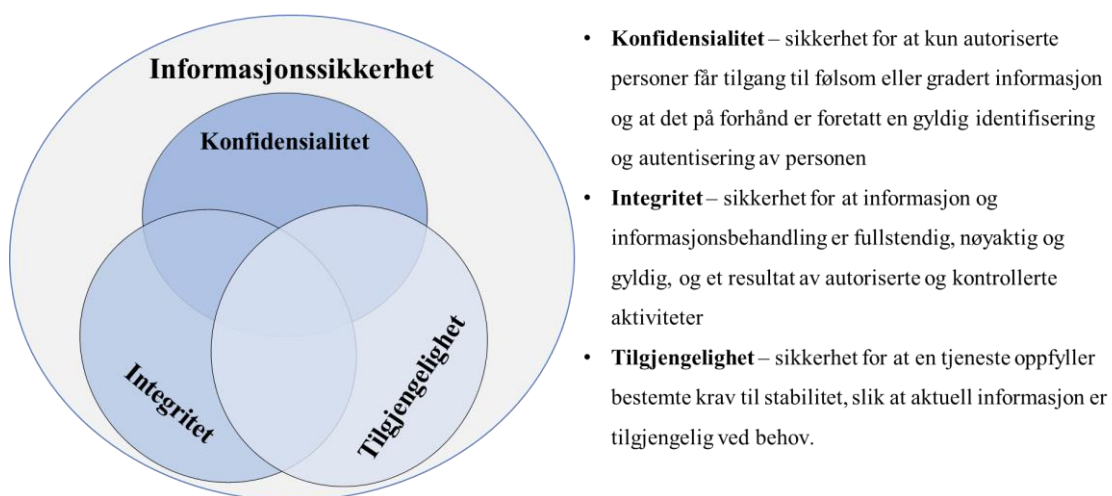 Informasjonssikkerhet
Konfidensialitet
Integritet
Tilgjengelighet
• Konfidensialitet – sikkerhet for at kun autoriserte
personer får tilgang til følsom eller gradert informasjon
og at det på forhånd er foretatt en gyldig identifisering
og autentisering av personen
• Integritet – sikkerhet for at informasjon og
informasjonsbehandling er fullstendig, nøyaktig og
gyldig, og et resultat av autoriserte og kontrollerte
aktiviteter
• Tilgjengelighet – sikkerhet for at en tjeneste oppfyller
bestemte krav til stabilitet, slik at aktuell informasjon er
tilgjengelig ved behov.